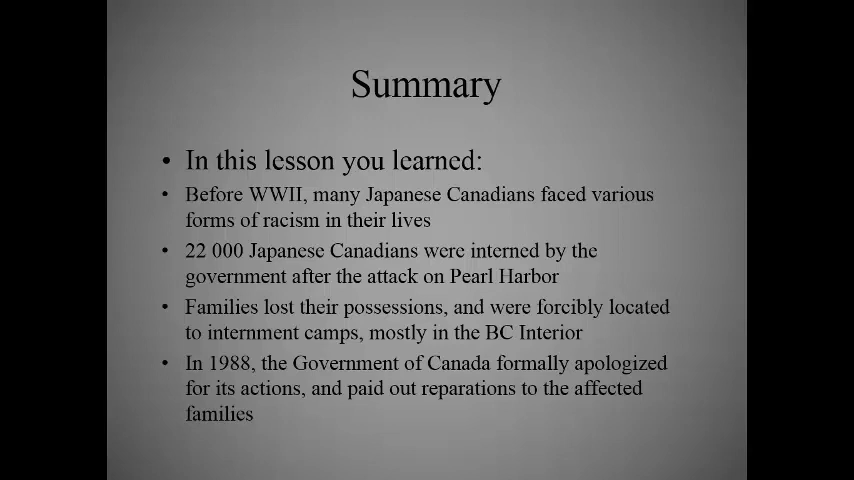 Summary
• In this lesson you learned:
• Before WWII, many Japanese Canadians faced various
forms of racism in their lives
• 22 000 Japanese Canadians were interned by the
government after the attack on Pearl Harbor
• Families lost their possessions, and were forcibly located
to internment camps, mostly in the BC Interior
• In 1988, the Government of Canada formally apologized
for its actions, and paid out reparations to the affected
families